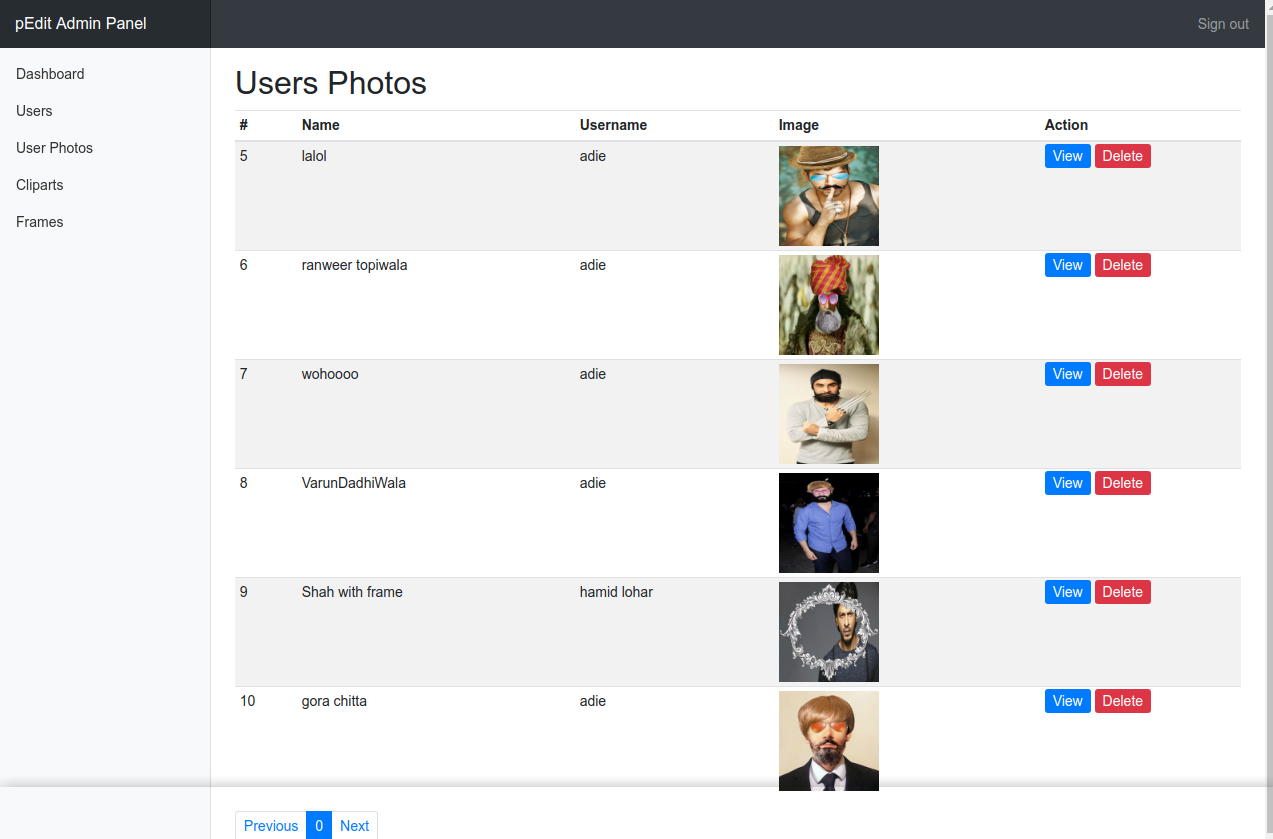 pEdit Admin Panel Sign out
Dashboard
Users
User Photos
Cliparts
Frames
Users Photos
# Name Username Image Action
5 lalol adie View Delete
6 ranweer topiwala adie View Delete
7 wohoooo adie View Delete
8 VarunDadhiWala adie View Delete
9 Shah with frame hamid lohar View Delete
10 gora chitta adie View Delete
Previous 0 Next